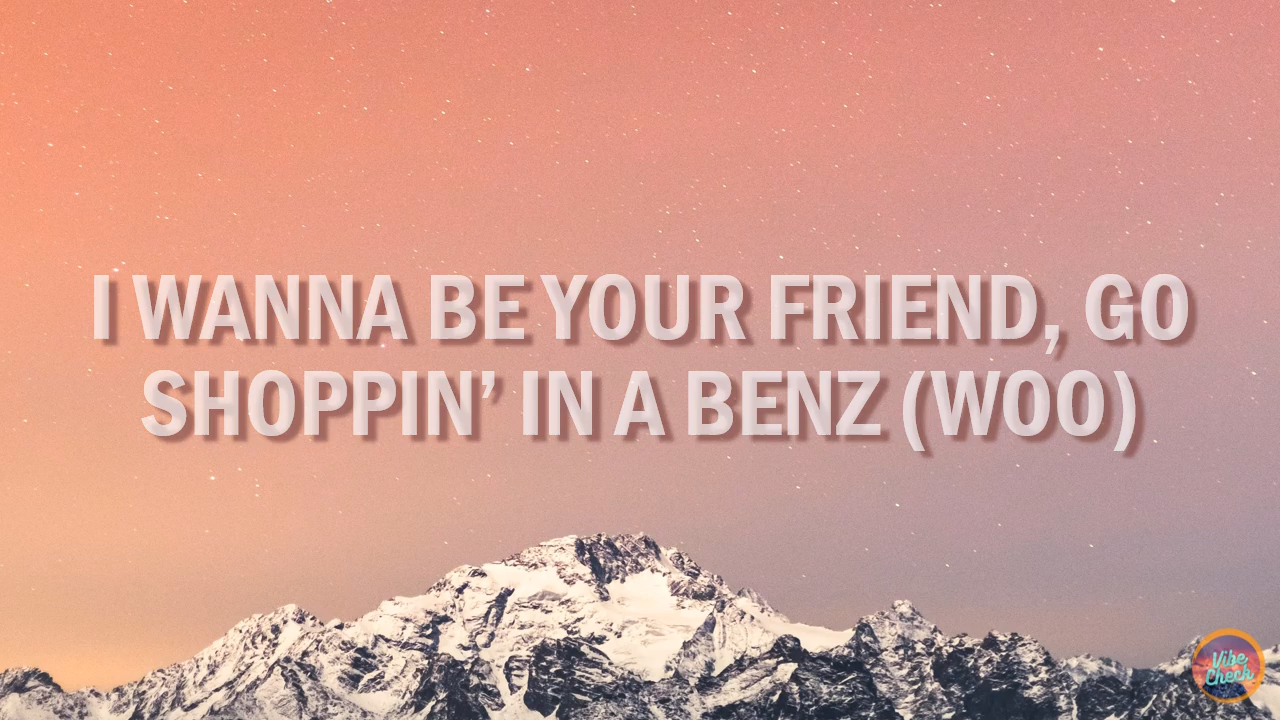 I WANNA BE YOUR FRIEND, GO
SHOPPIN’ IN A BENZ (WOO)
Vibe
Check